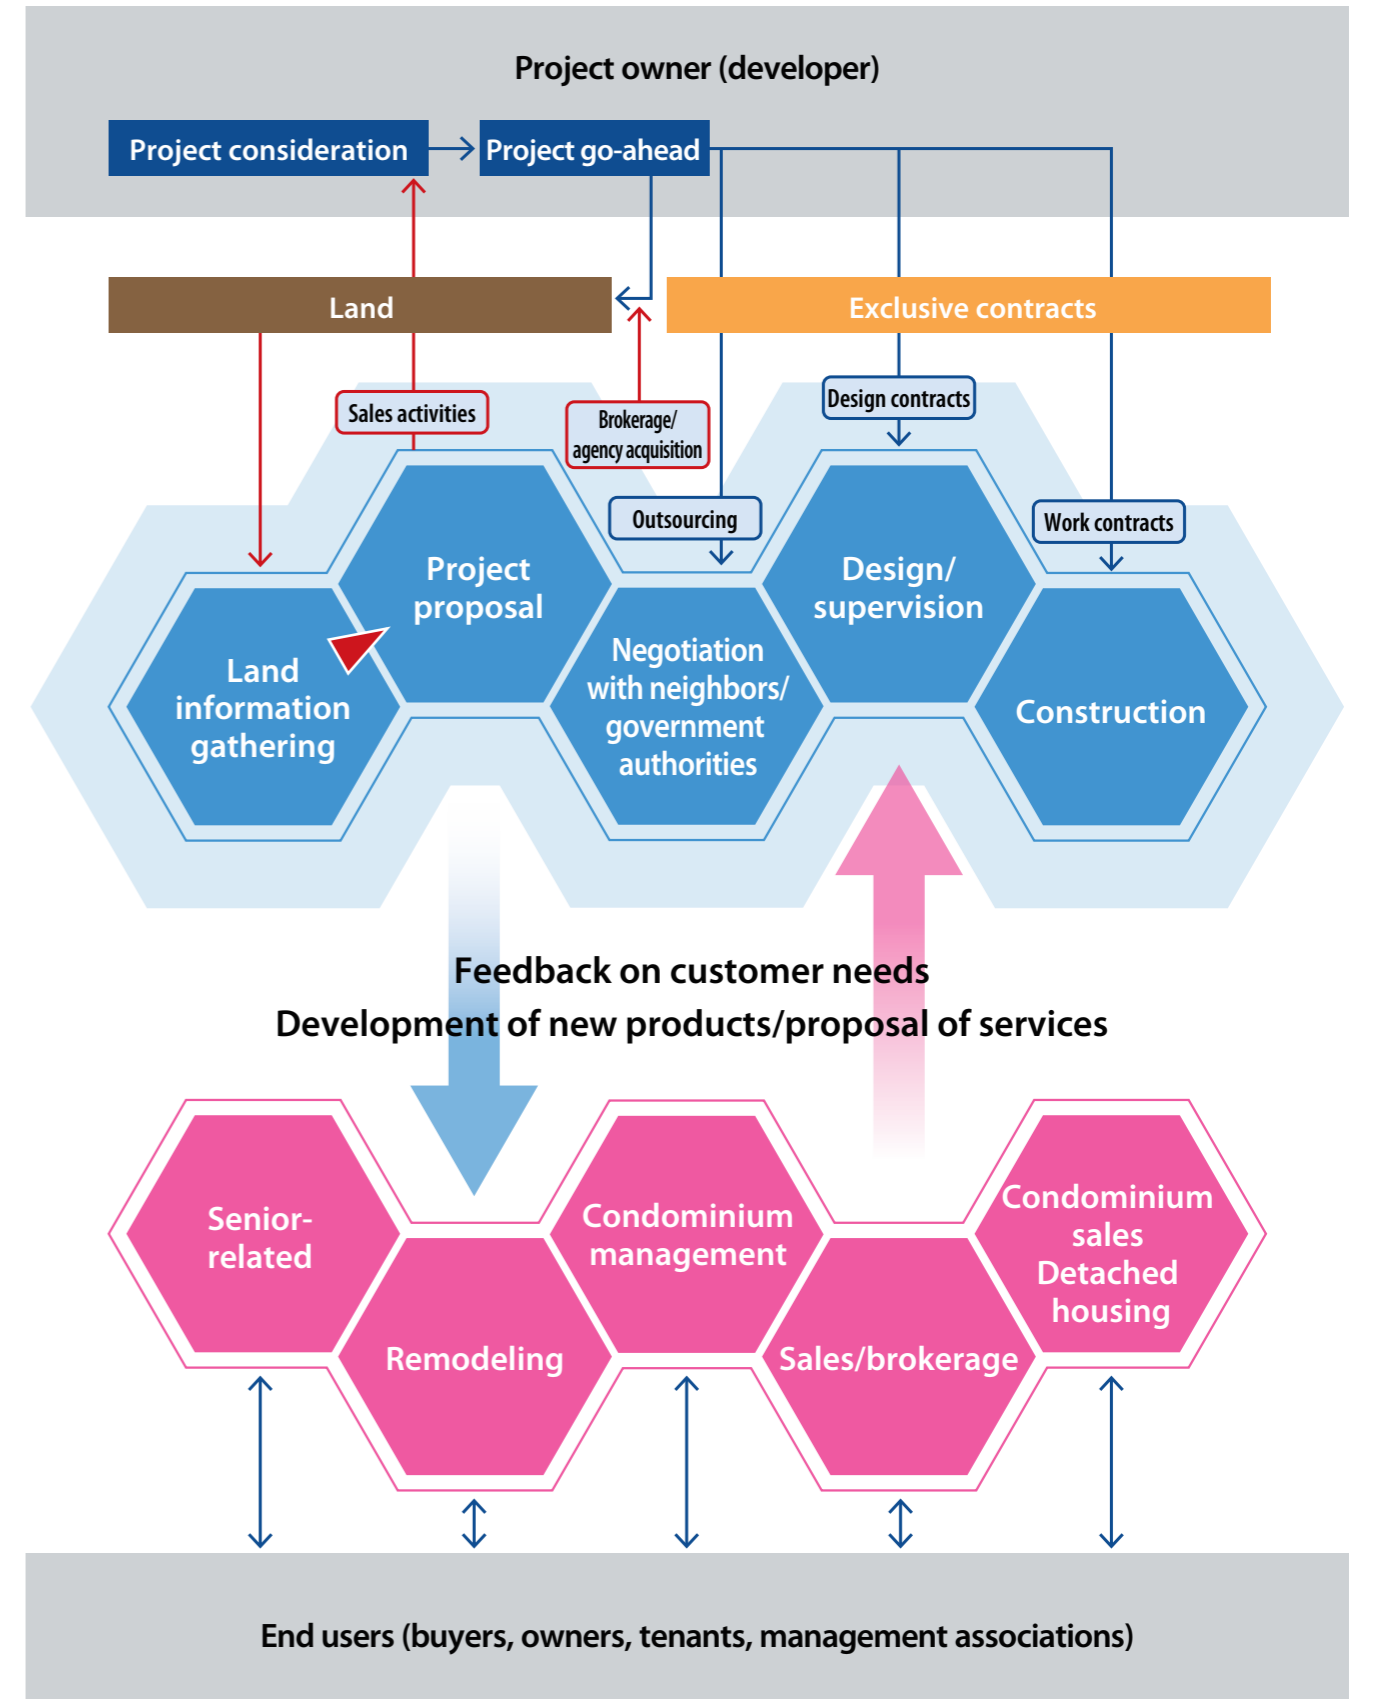 Project owner (developer)
Project consideration
Project go-ahead
Land
Exclusive contracts
Sales activities
Brokerage/
agency acquisition
Design contracts
Outsourcing
Work contracts
Land
information
gathering
Project
proposal
Negotiation
with neighbors/
government
authorities
Design/
supervision
Construction
Feedback on customer needs
Development of new products/proposal of services
Senior-
related
Remodeling
Condominium
management
Sales/brokerage
Condominium
sales
Detached
housing
End users (buyers, owners, tenants, management associations)